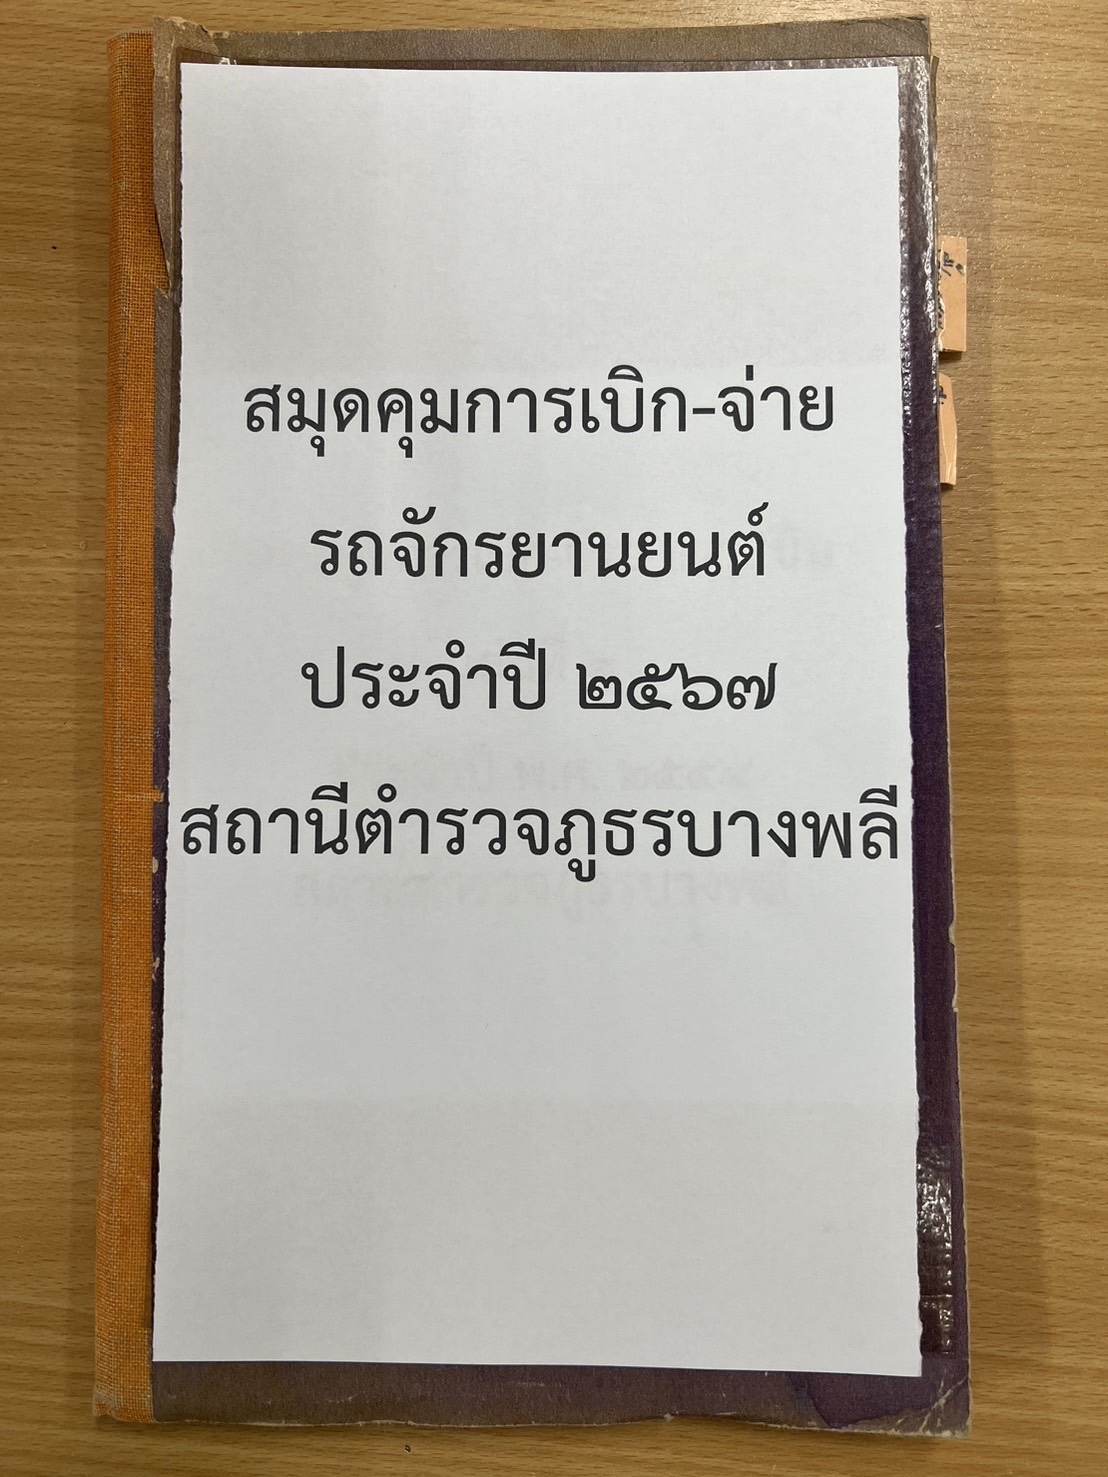 สมุดคุมการเบิก-จ่าย
รถจักรยานยนต์
ประจำปี ๒๕๖๗
สถานีตำรวจภูธรบางพลี